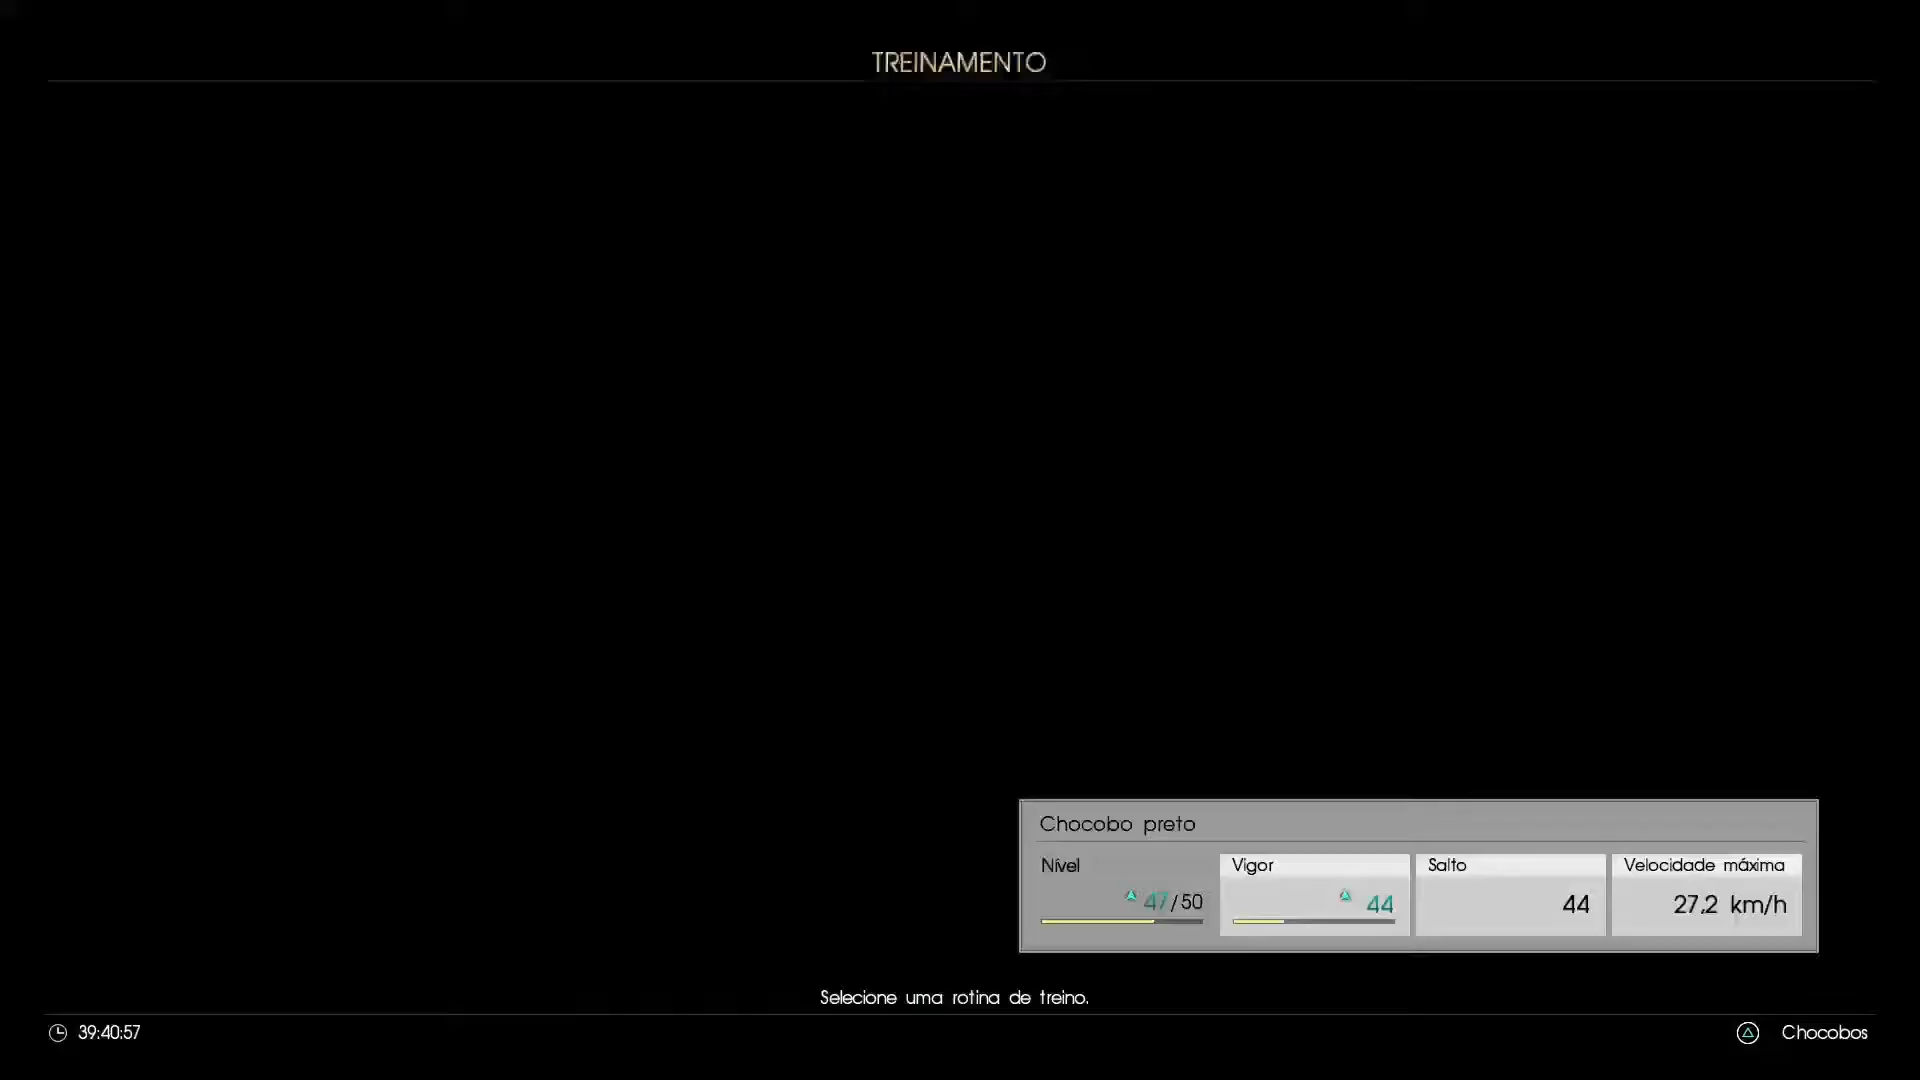 TREINAMENTO
Chocobo preto
Nível
47/50
Vigor
44
Salto
44
Velocidade máxima
27,2 km/h
Selecione uma rotina de treino.
39:40:57
Chocobos